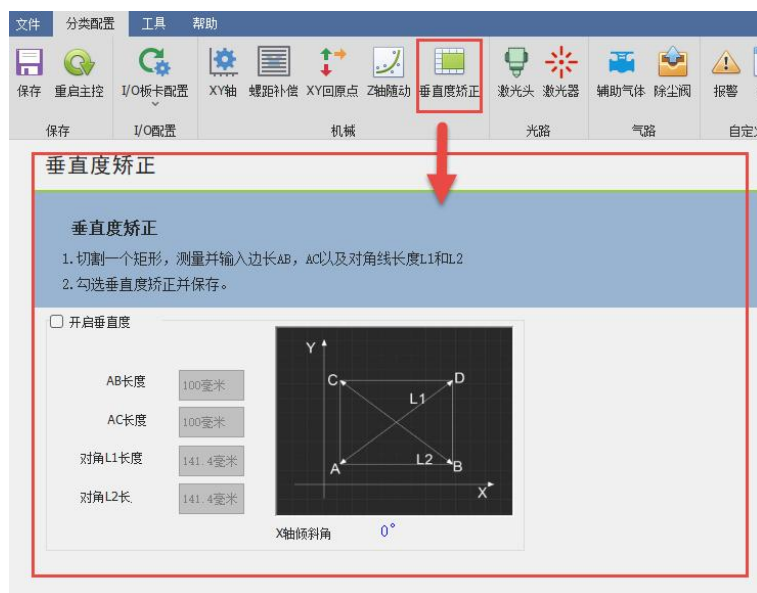 文件 分类配置 工具 帮助
保存 重启主控 I/O板卡配置 XY轴 螺距补偿 XY回原点 Z轴随动 垂直度矫正 激光头 激光器 辅助气体 除尘阀 报警
保存 I/O配置 机械 光路 气路 自定
垂直度矫正
垂直度矫正
1.切割一个矩形，测量并输入边长AB，AC以及对角线长度L1和L2
2.勾选垂直度矫正并保存。
开启垂直度
AB长度 100毫米
AC长度 100毫米
对角L1长度 141.4毫米
对角L2长 141.4毫米
Y
C D
L1
A L2 B
X
X轴倾斜角 0°